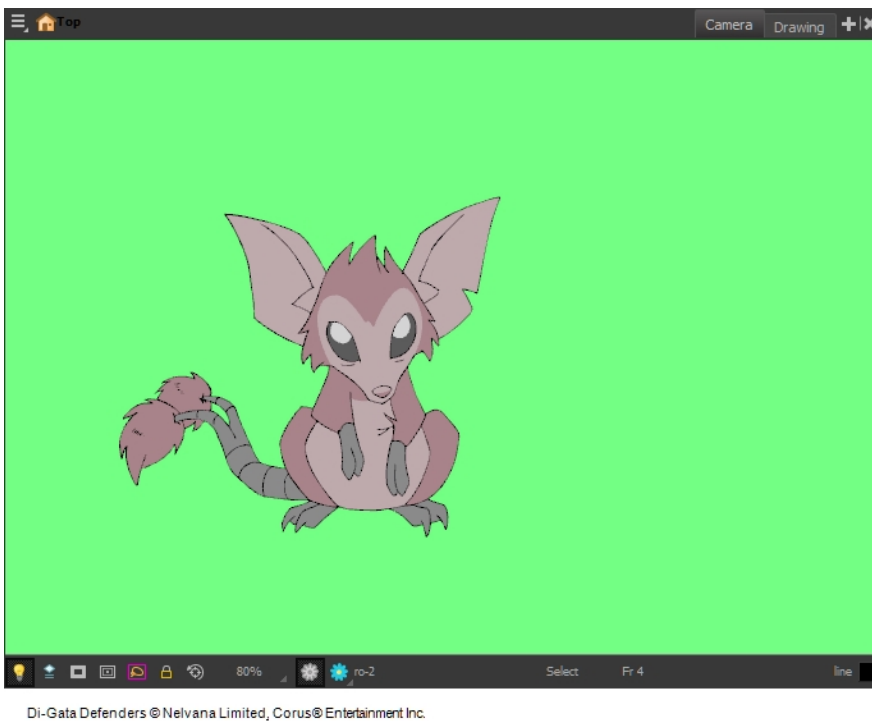 Top
Camera Drawing
80% ro-2 Select Fr 4 line
Di-Gata Defenders © Nelvana Limited, Corus® Entertainment Inc.